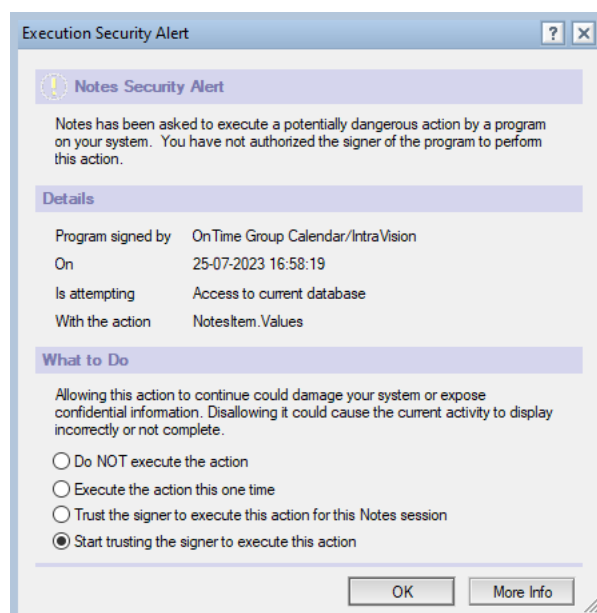 Execution Security Alert
?
Notes Security Alert
Notes has been asked to execute a potentially dangerous action by a program
on your system. You have not authorized the signer of the program to perform
this action.
Details
Program signed by OnTime Group Calendar/IntraVision
On 25-07-2023 16:58:19
Is attempting Access to current database
With the action NotesItem.Values
What to Do
Allowing this action to continue could damage your system or expose
confidential information. Disallowing it could cause the current activity to display
incorrectly or not complete.
Do NOT execute the action
Execute the action this one time
Trust the signer to execute this action for this Notes session
Start trusting the signer to execute this action
OK More Info